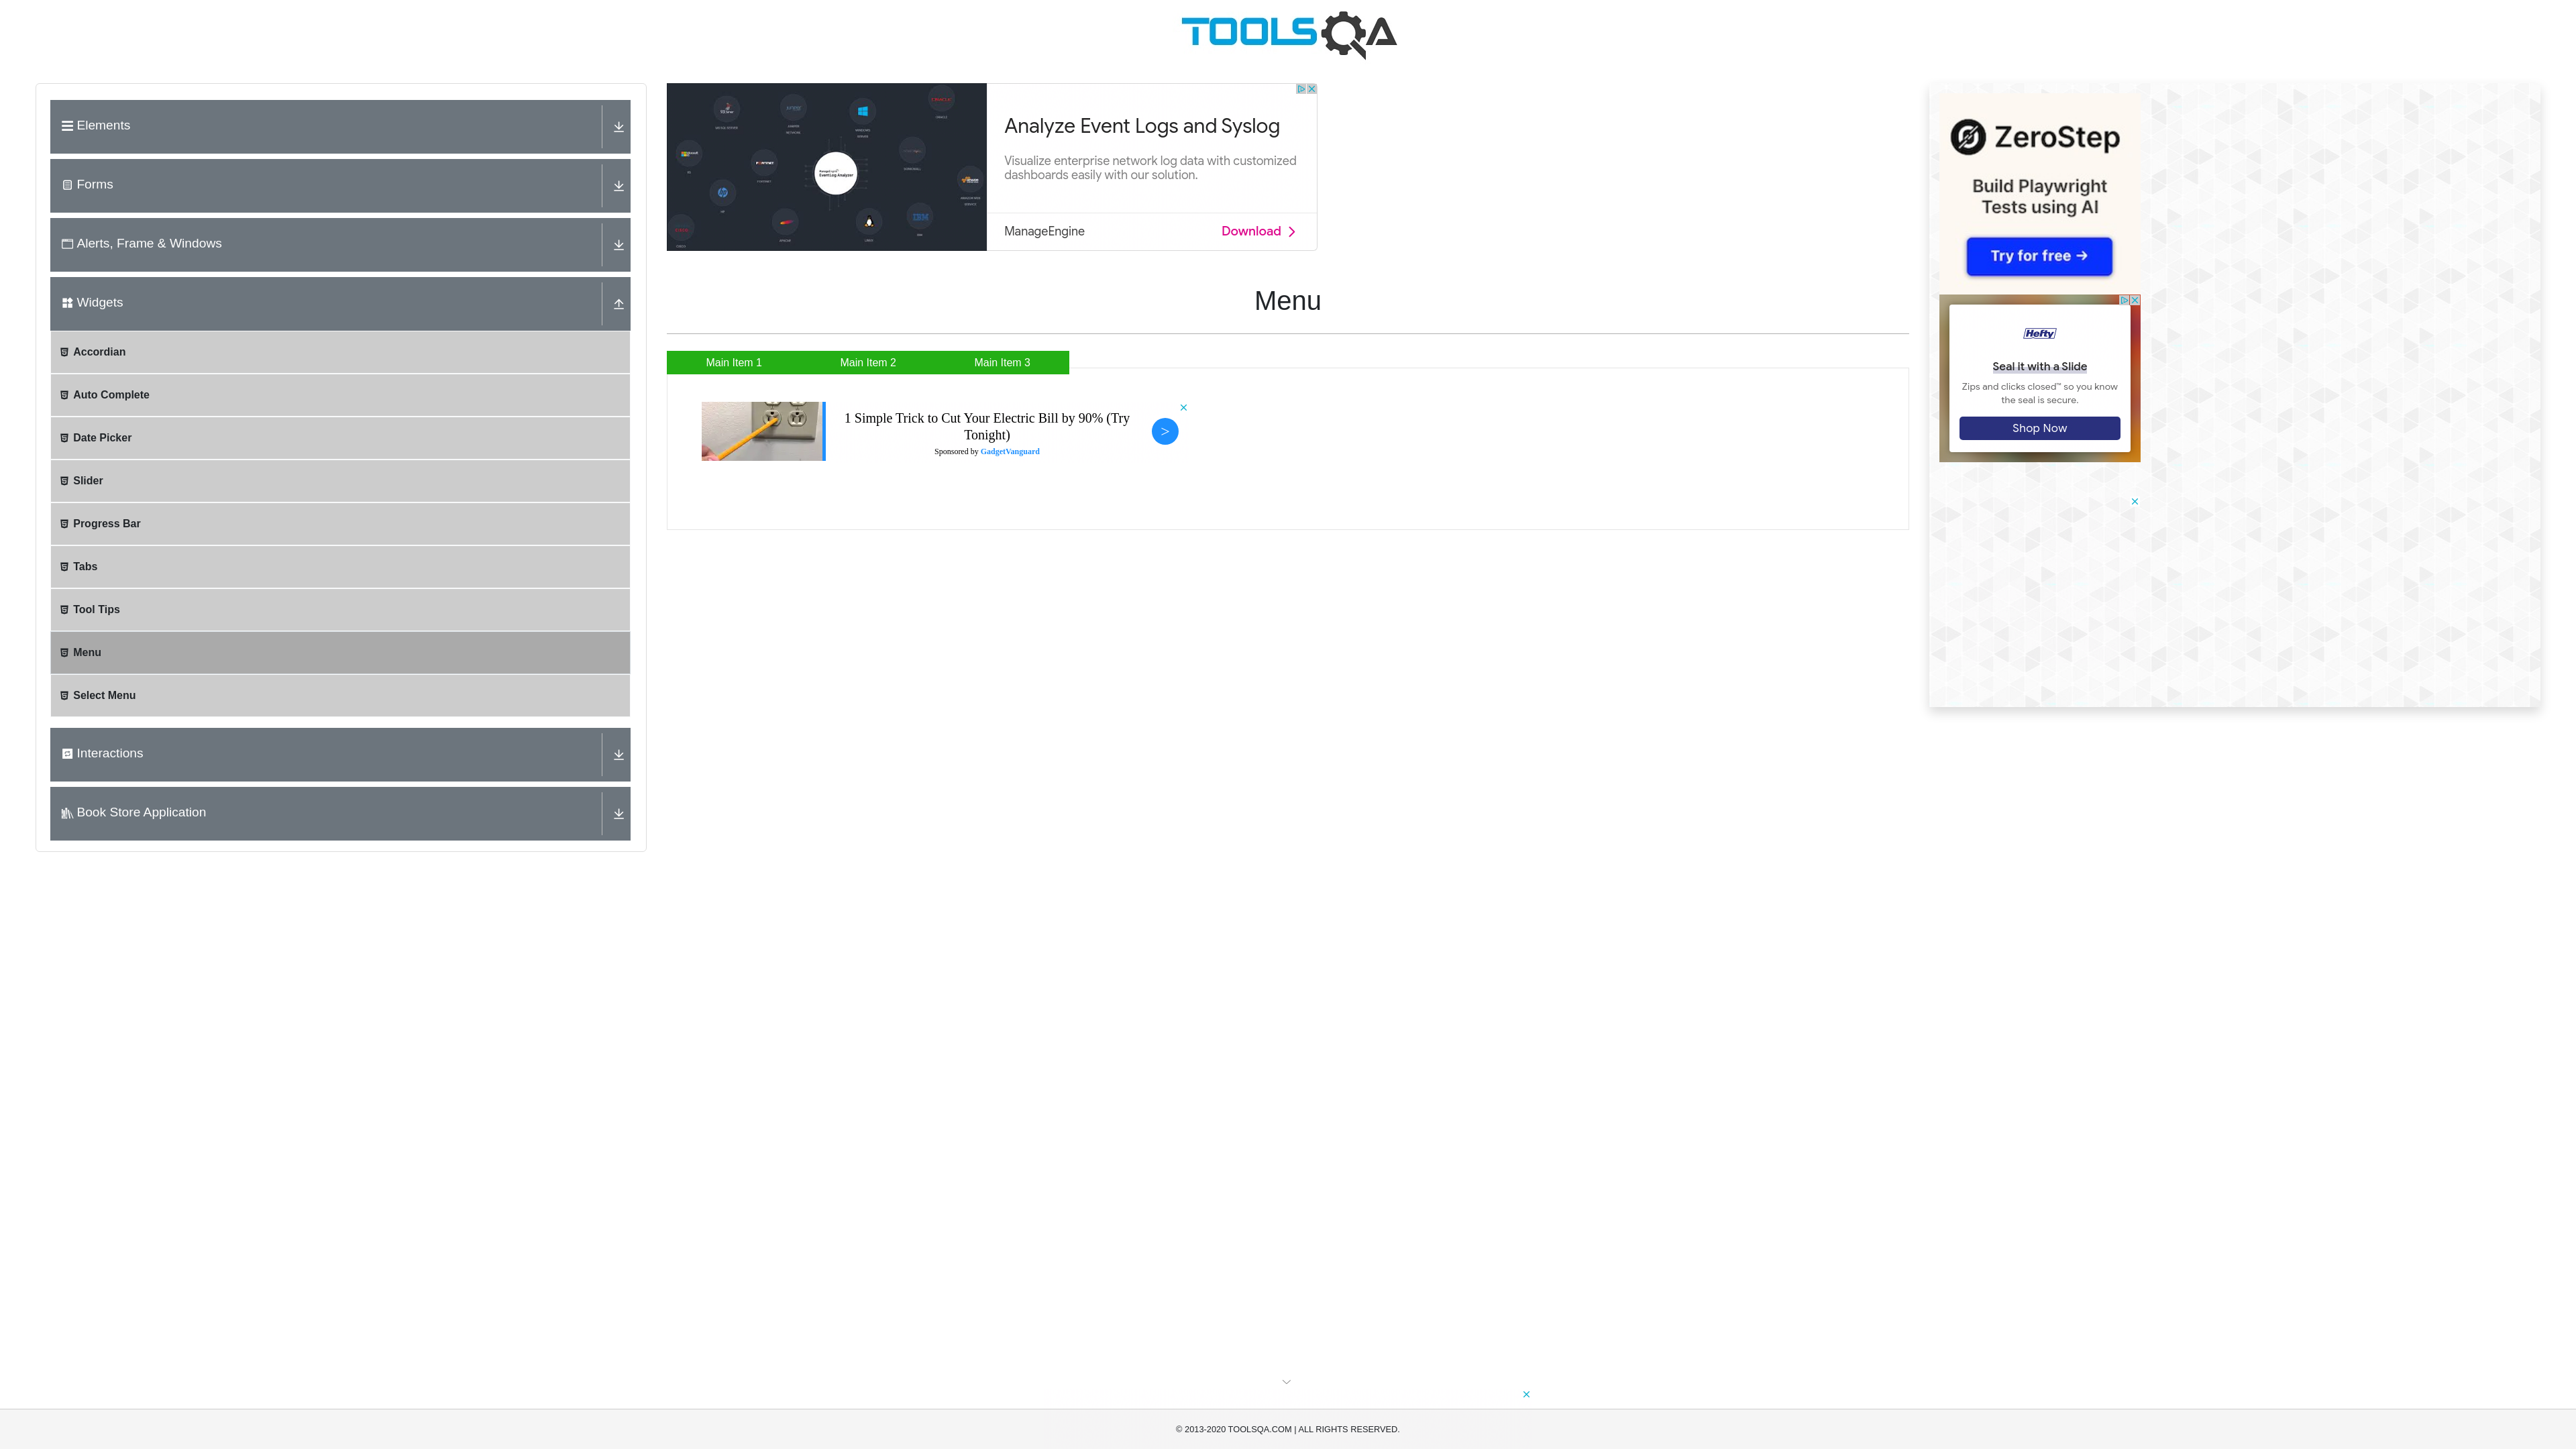 TOOLSQA
Elements
Forms
Alerts, Frame & Windows
Widgets
Accordian
Auto Complete
Date Picker
Slider
Progress Bar
Tabs
Tool Tips
Menu
Select Menu
Interactions
Book Store Application
EventLog Analyzer
IBM
Analyze Event Logs and Syslog
Visualize enterprise network log data with customized
dashboards easily with our solution.
ManageEngine
Download
Menu
Main Item 1
Main Item 2
Main Item 3
1 Simple Trick to Cut Your Electric Bill by 90% (Try
Tonight)
Sponsored by GadgetVanguard
>
ZeroStep
Build Playwright
Tests using AI
Try for free →
Hefty
Seal It with a Slide
Zips and clicks closed™ so you know
the seal is secure.
Shop Now
© 2013-2020 TOOLSQA.COM | ALL RIGHTS RESERVED.